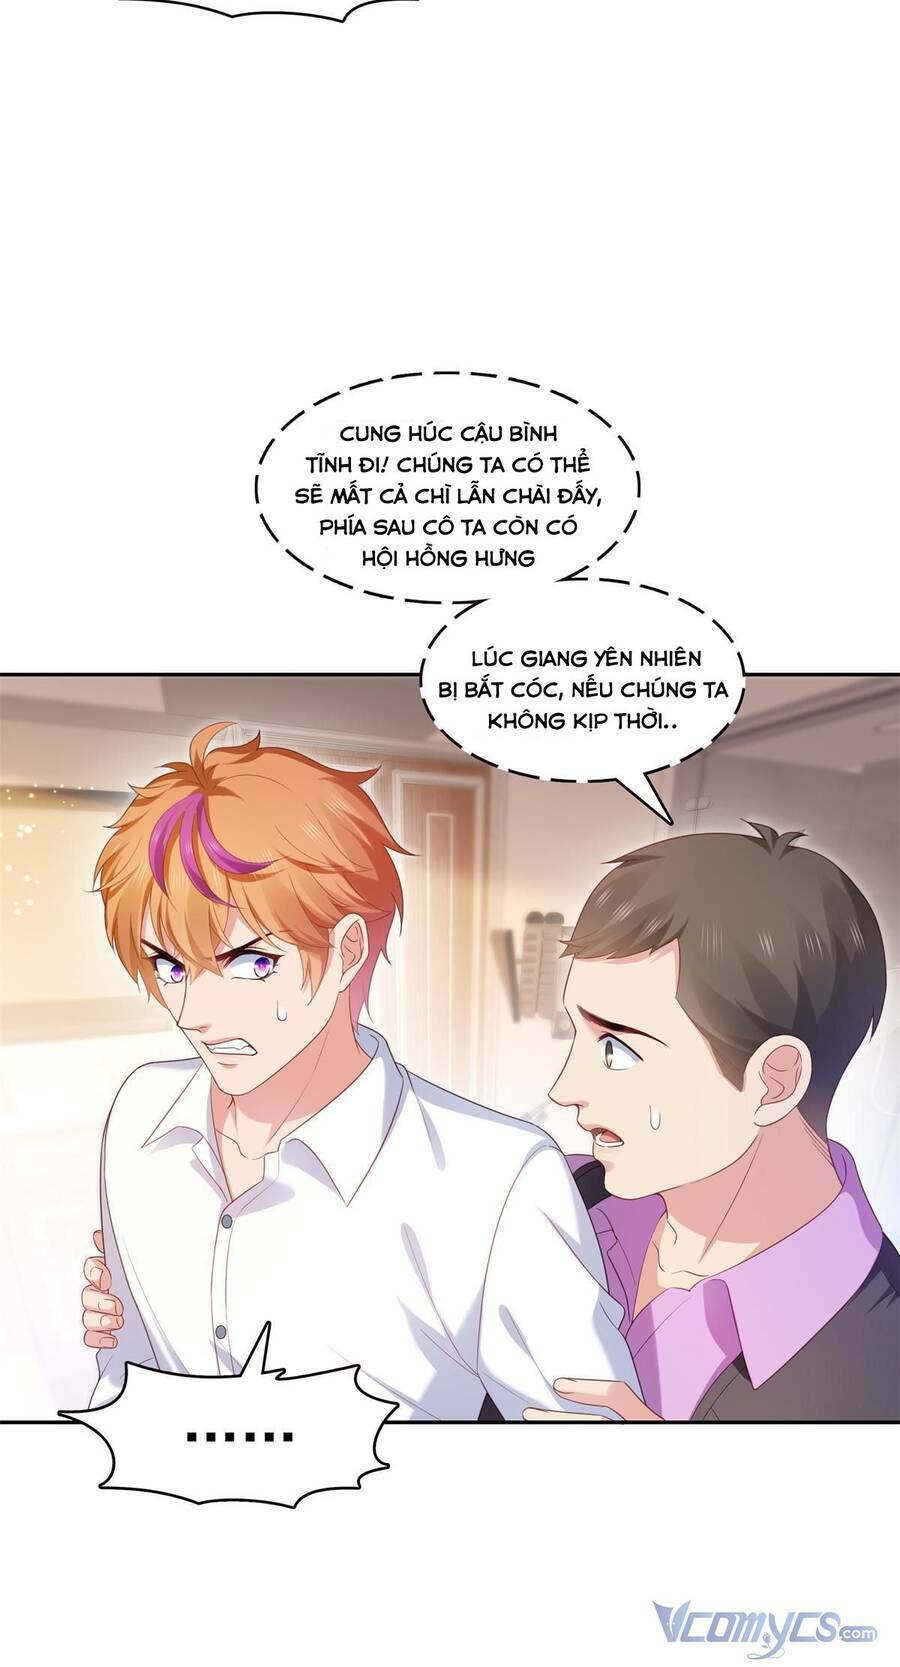 CUNG HÚC CẬU BÌNH
TĨNH ĐI! CHÚNG TA CÓ THỂ
SẼ MẤT CẢ CHÌ LẪN CHÀI ĐẤY,
PHÍA SAU CÔ TA CÒN CÓ
HỘI HỒNG HƯNG
LÚC GIANG YÊN NHIÊN
BỊ BẮT CÓC, NẾU CHÚNG TA
KHÔNG KỊP THỜI..
......
VCOMYCS.com